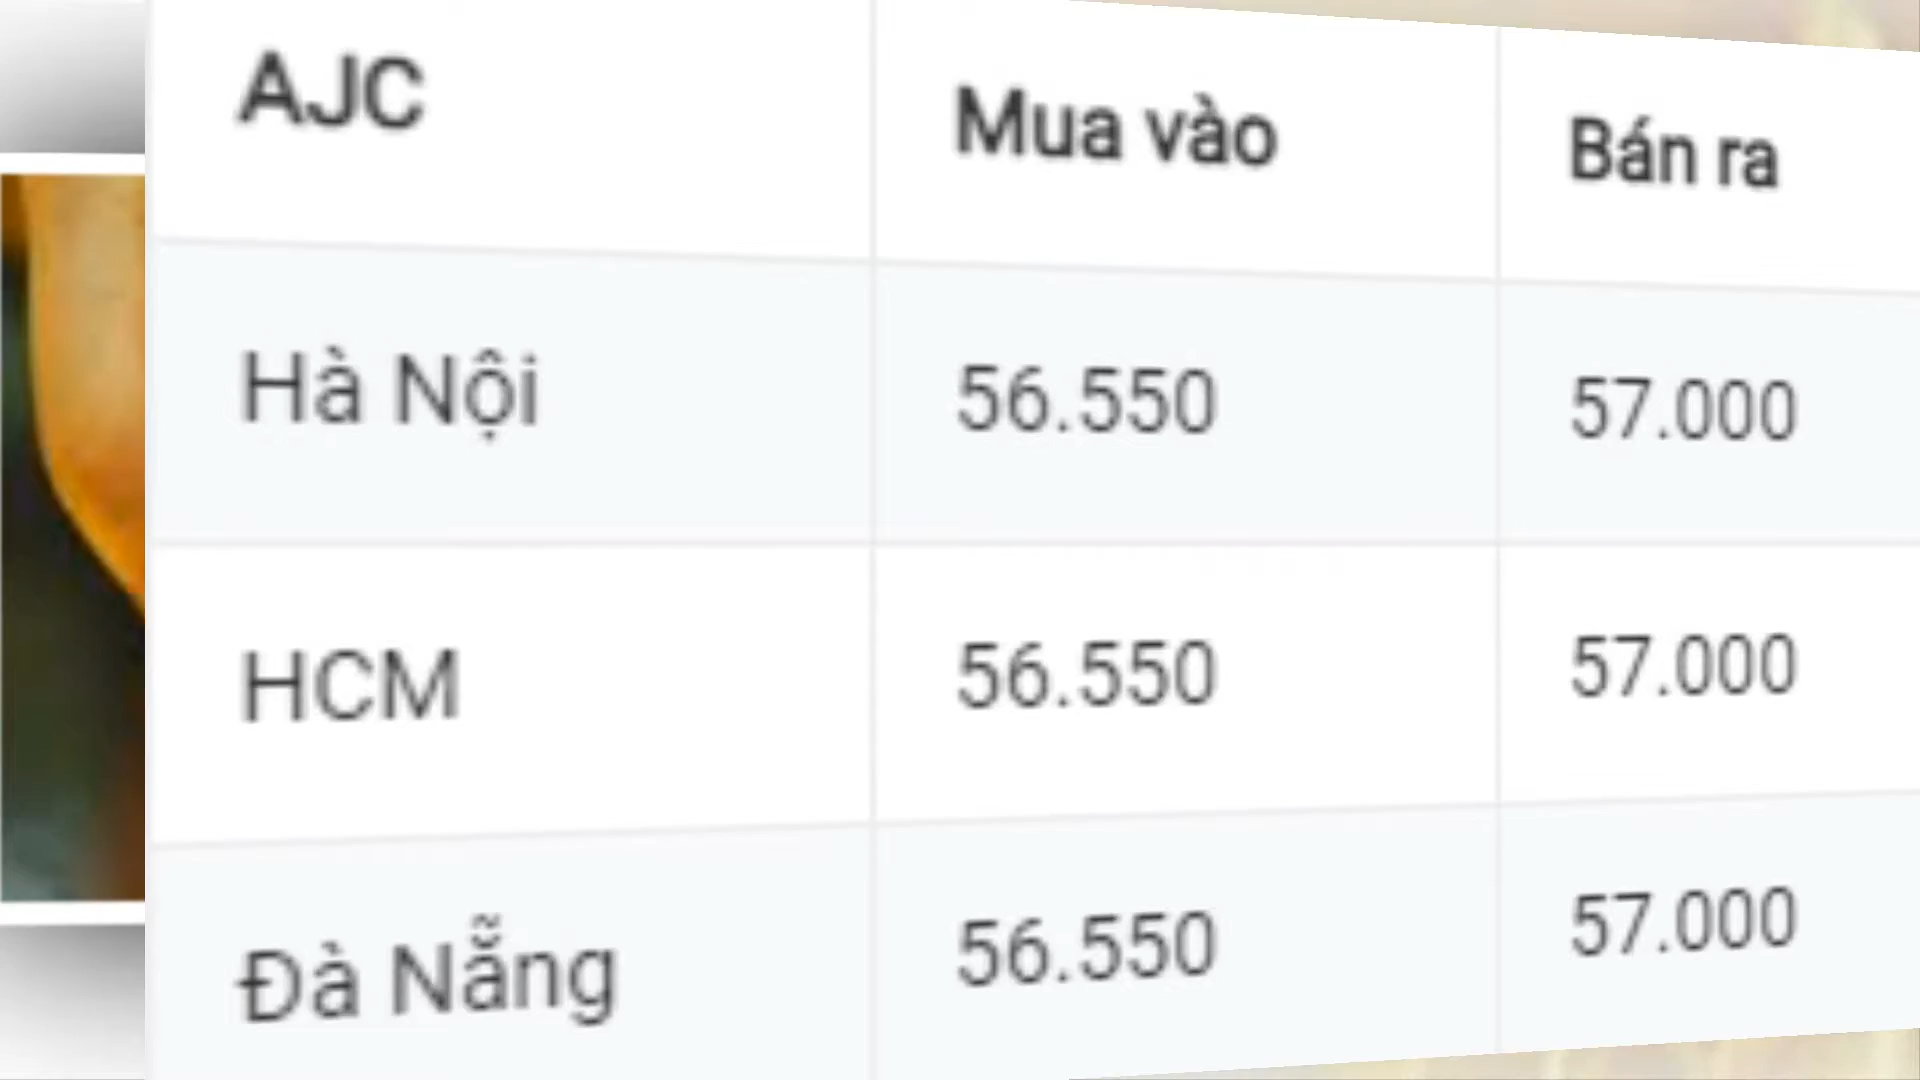 AJC Mua vào Bán ra
Hà Nội 56.550 57.000
HCM 56.550 57.000
Đà Nẵng 56.550 57.000